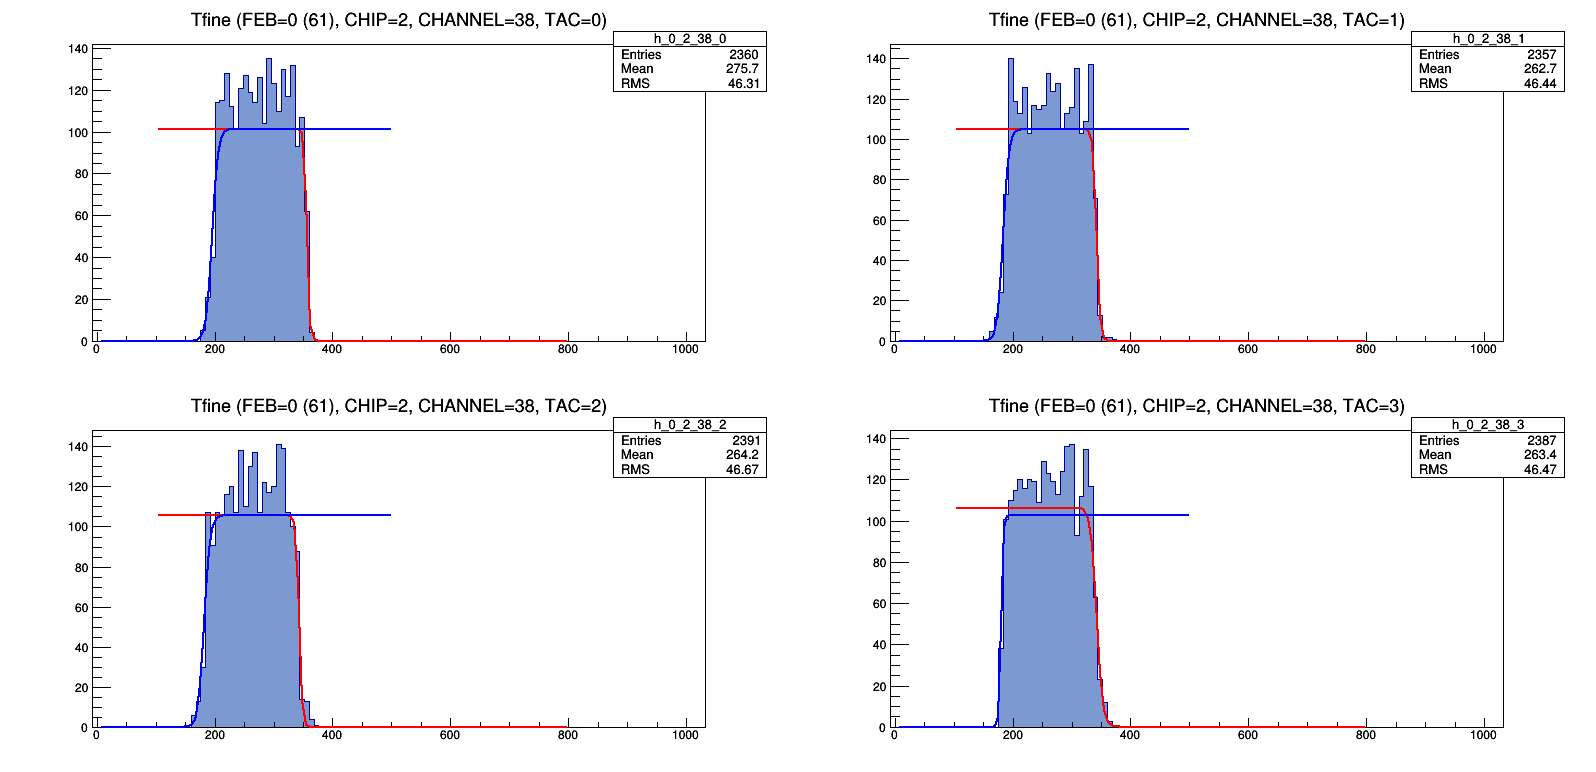 Tfine (FEB=0 (61), CHIP=2, CHANNEL=38, TAC=0)
h_0_2_38_0
Entries 2360
Mean 275.7
RMS 46.31
140
120
100
80
60
40
20
0
0 200 400 600 800 1000
Tfine (FEB=0 (61), CHIP=2, CHANNEL=38, TAC=1)
h_0_2_38_1
Entries 2357
Mean 262.7
RMS 46.44
140
120
100
80
60
40
20
0
0 200 400 600 800 1000
Tfine (FEB=0 (61), CHIP=2, CHANNEL=38, TAC=2)
h_0_2_38_2
Entries 2391
Mean 264.2
RMS 46.67
140
120
100
80
60
40
20
0
0 200 400 600 800 1000
Tfine (FEB=0 (61), CHIP=2, CHANNEL=38, TAC=3)
h_0_2_38_3
Entries 2387
Mean 263.4
RMS 46.47
140
120
100
80
60
40
20
0
0 200 400 600 800 1000